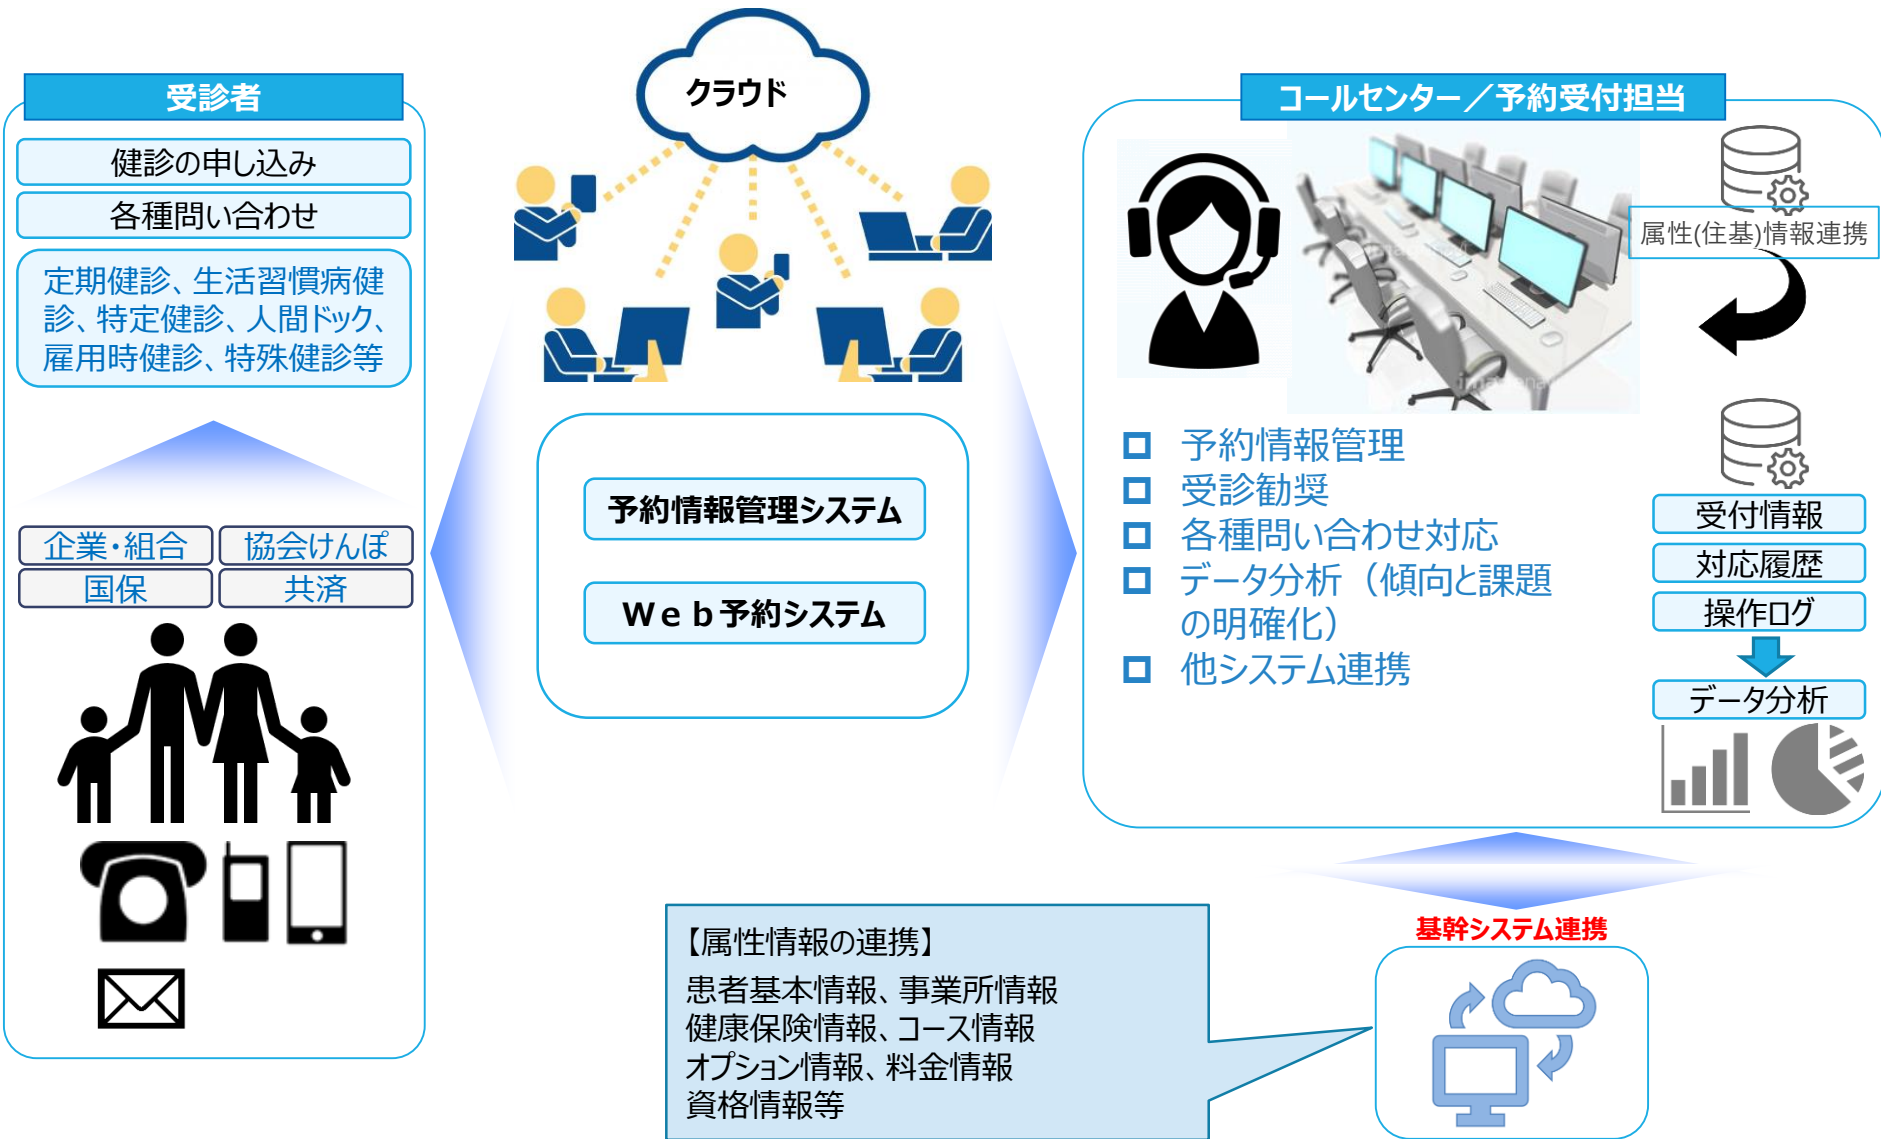 受診者
健診の申し込み
各種問い合わせ
定期健診、生活習慣病健
診、特定健診、人間ドック、
雇用時健診、特殊健診等
企業・組合
協会けんぽ
国保
共済
クラウド
予約情報管理システム
Ｗｅｂ予約システム
コールセンター／予約受付担当
属性(住基)情報連携
予約情報管理
受診勧奨
各種問い合わせ対応
データ分析（傾向と課題
の明確化）
他システム連携
受付情報
対応履歴
操作ログ
データ分析
基幹システム連携
【属性情報の連携】
患者基本情報、事業所情報
健康保険情報、コース情報
オプション情報、料金情報
資格情報等